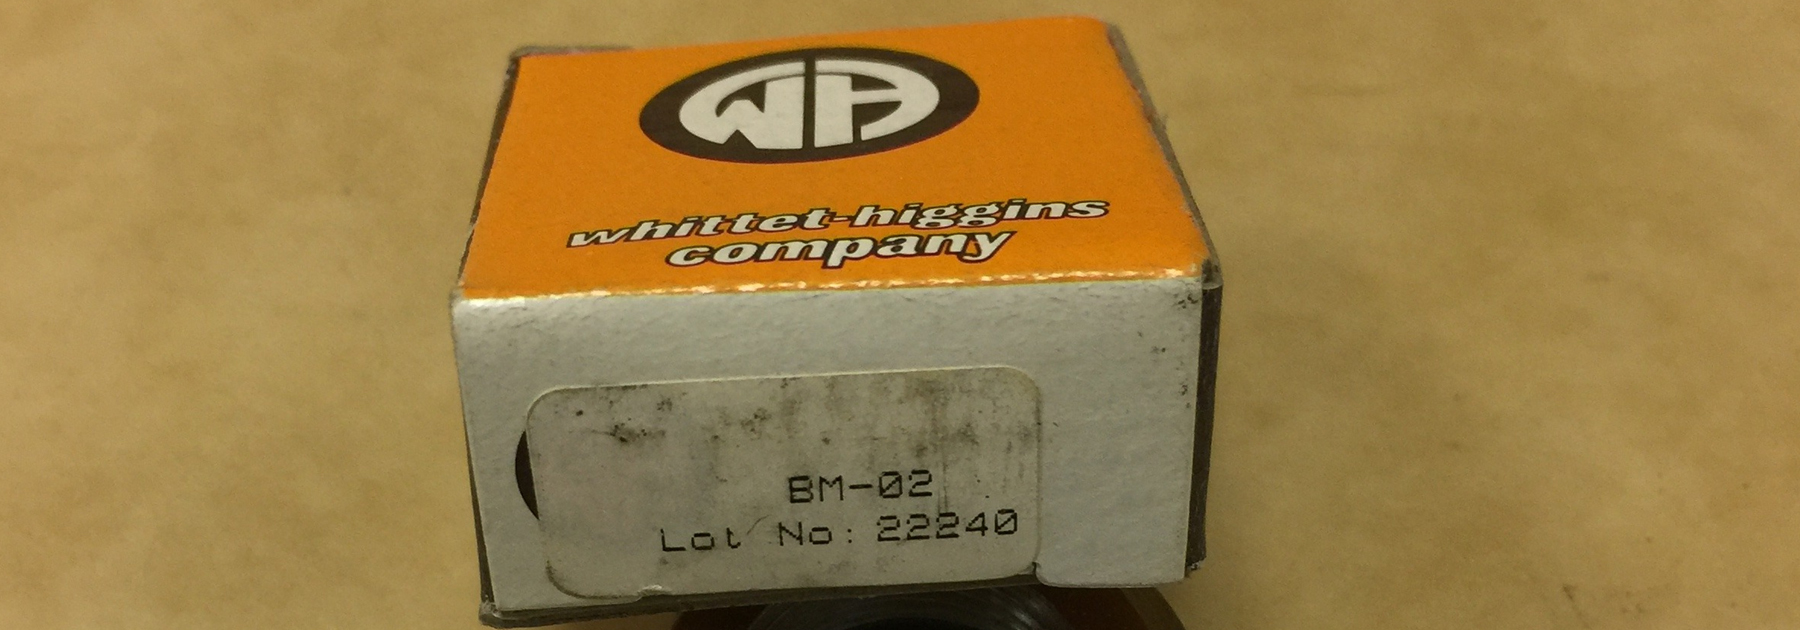 WH
whittet-higgins
company
BM-02
Lot No: 22240